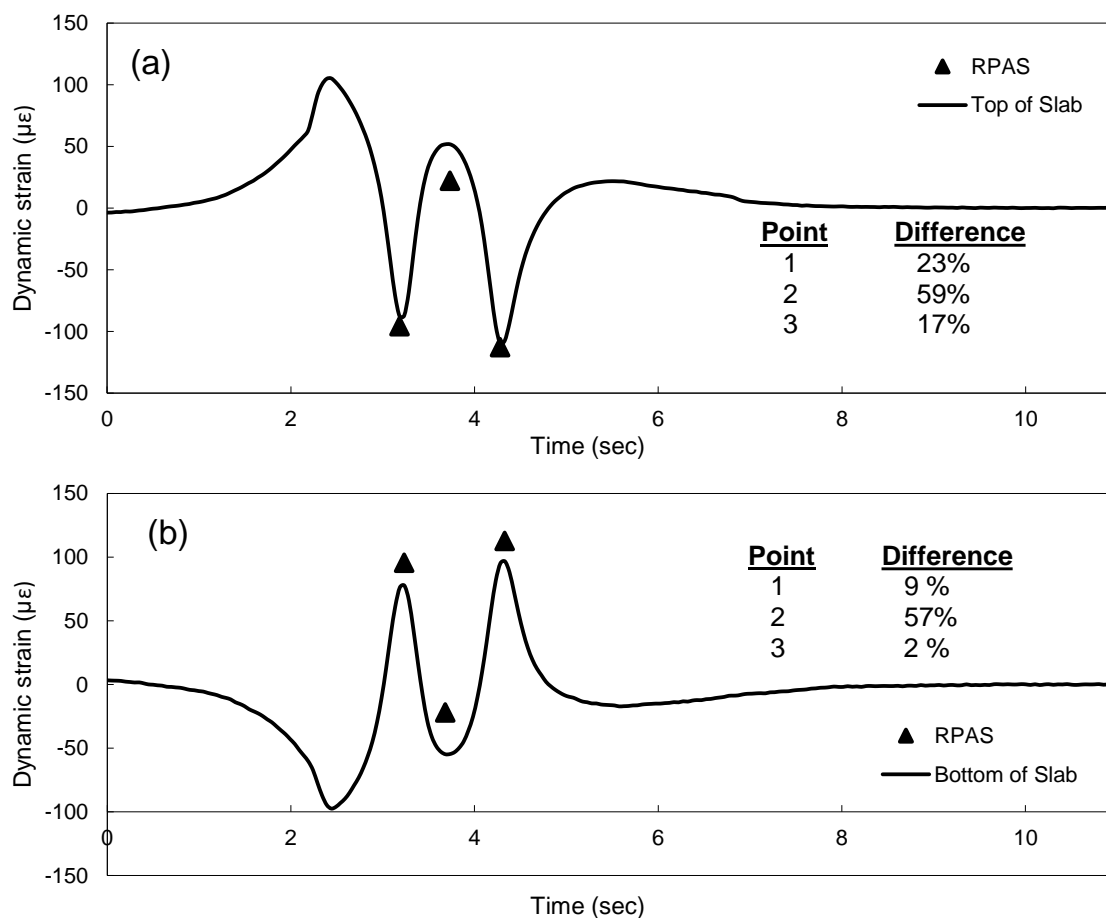 150
(a)
RPAS
100
Top of Slab
50
0
Point Difference
1 23%
-50
2 59%
3 17%
-100
-150
0 2 4 6 8 10
Time (sec)
Dynamic strain (με)
150
(b)
Point Difference
100
1 9 %
2 57%
50
3 2 %
0
RPAS
-50
Bottom of Slab
-100
0 2 4 6 8 10
-150
Time (sec)
Dynamic strain (με)